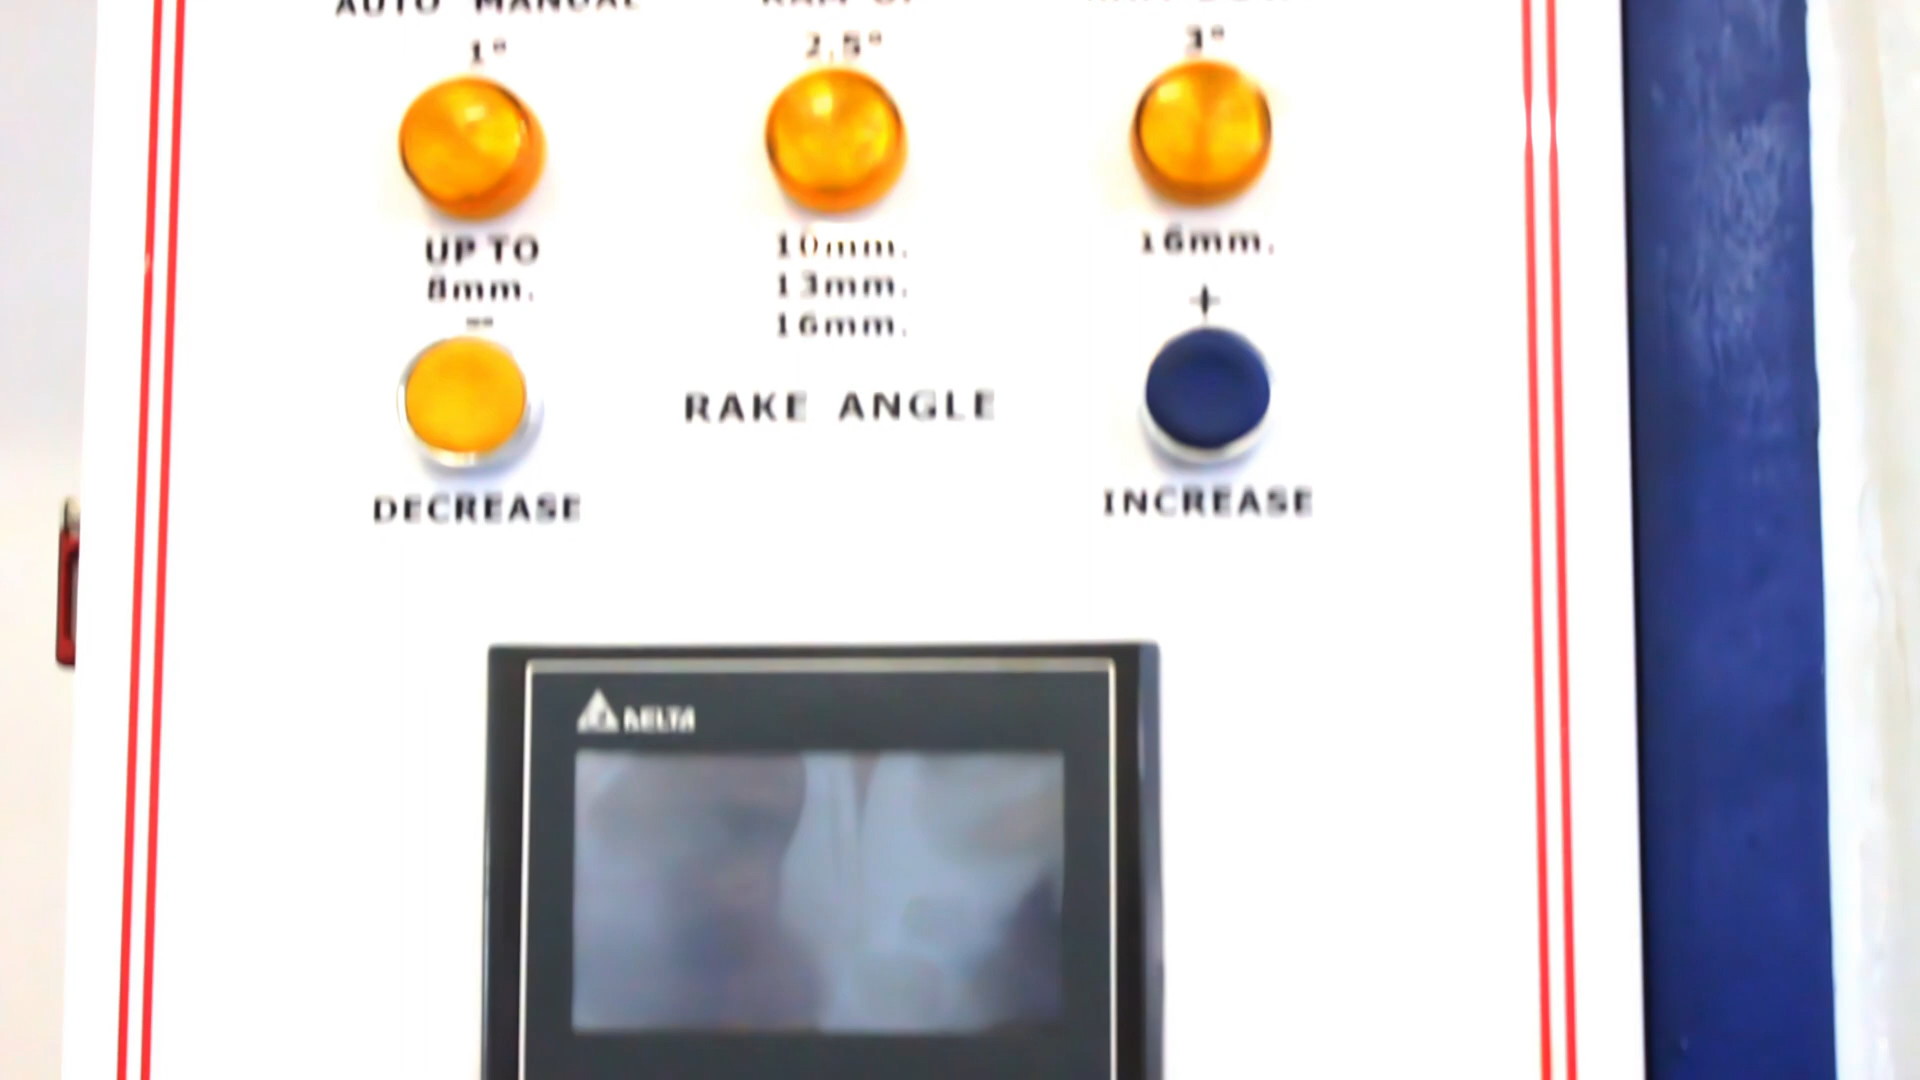 AUTO MANUAL
1° 2.5° 3°
UP TO
8mm.
10mm.
13mm.
16mm.
16mm.
- +
RAKE ANGLE
DECREASE INCREASE
DELTA